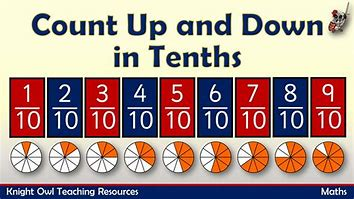 Count Up and Down
in Tenths
1 2 3 4 5 6 7 8 9
10 10 10 10 10 10 10 10 10
Knight Owl Teaching Resources Maths